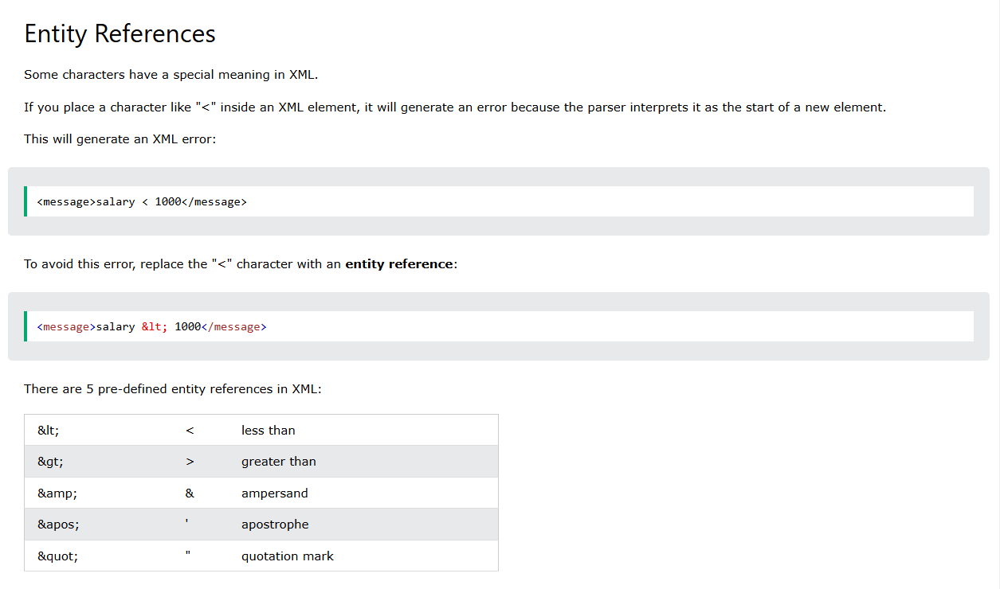 Entity References
Some characters have a special meaning in XML.
If you place a character like "<" inside an XML element, it will generate an error because the parser interprets it as the start of a new element.
This will generate an XML error:
<message>salary < 1000</message>
To avoid this error, replace the "<" character with an entity reference:
<message>salary &lt; 1000</message>
There are 5 pre-defined entity references in XML:
&lt; < less than
&gt; > greater than
&amp; & ampersand
&apos; ' apostrophe
&quot; " quotation mark